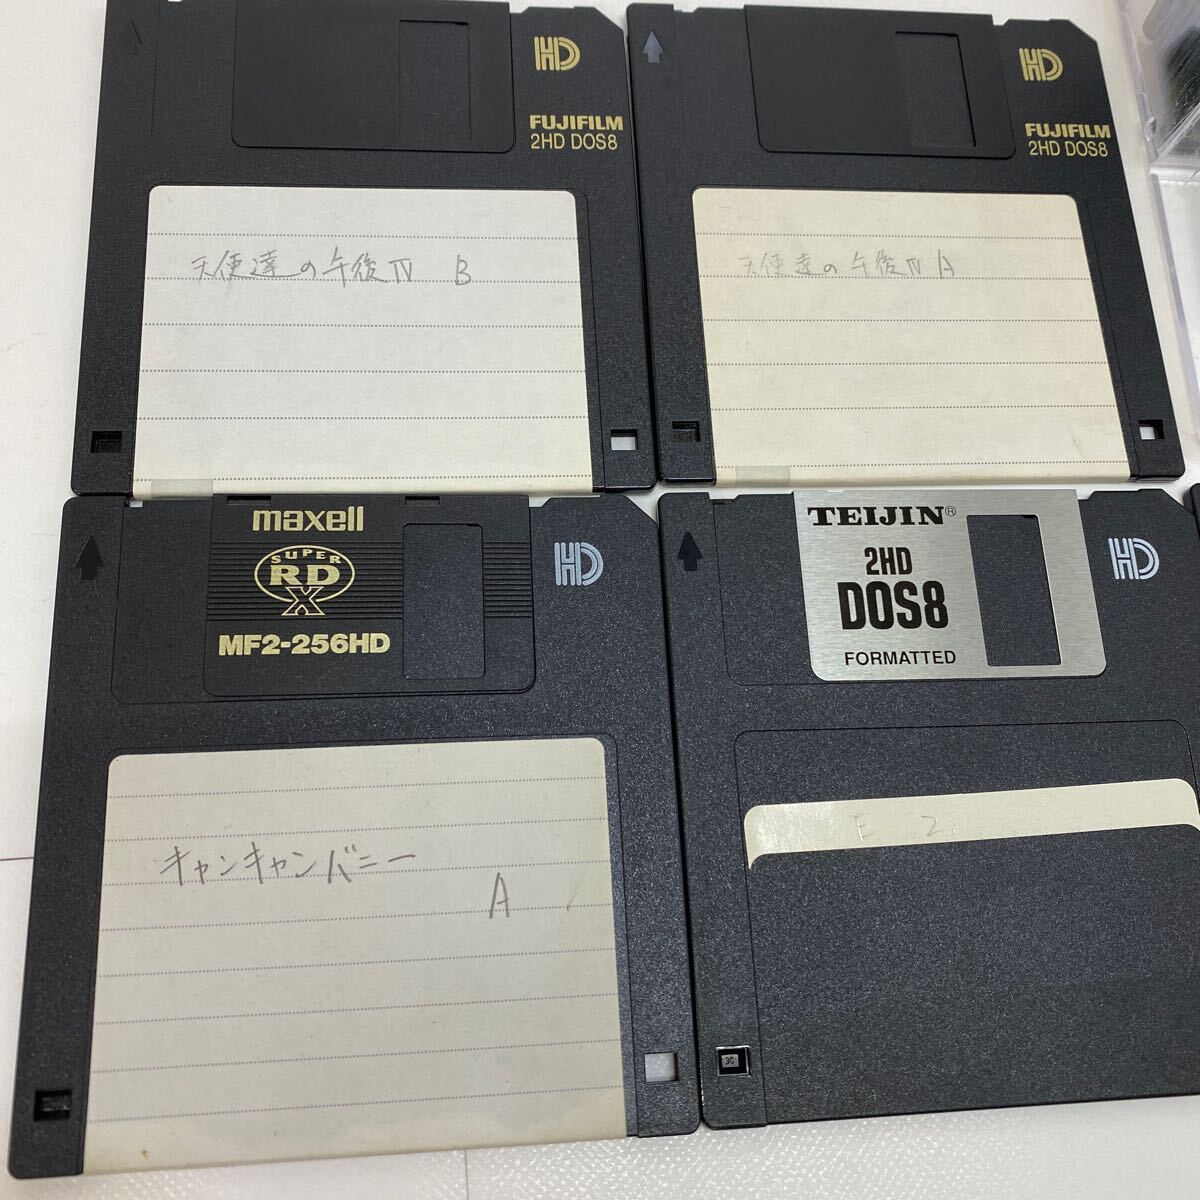 HD
FUJIFILM
2HD DOS8
天使達の午後Ⅳ B
HD
FUJIFILM
2HD DOS8
天使達の午後Ⅳ A
maxell
SUPER
RD
X
MF2-256HD
HD
キャンキャンバニー
A
TEIJIN®
2HD
DOS8
FORMATTED
HD
E 2